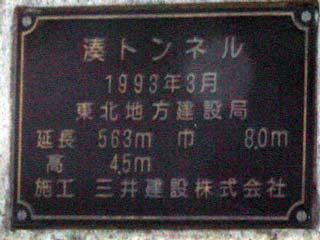 湊トンネル
1993年3月
東北地方建設局
延長 563m 巾 8.0m
高 4.5m
施工 三井建設株式会社